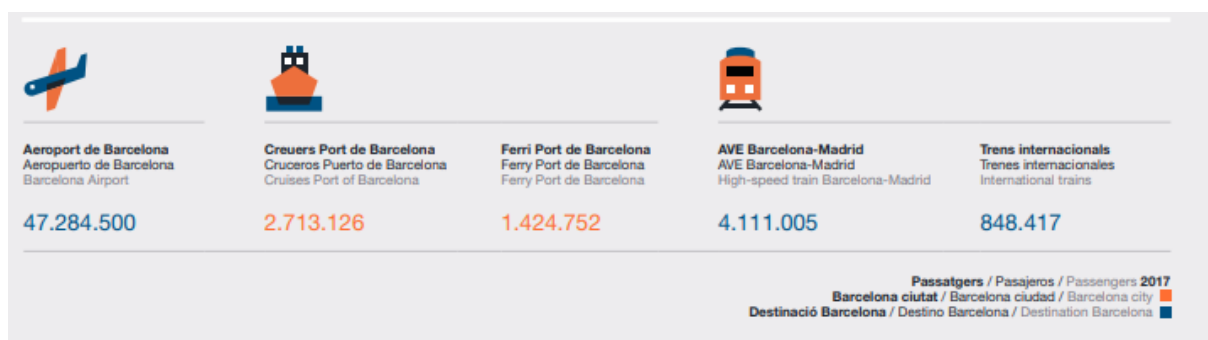 Aeroport de Barcelona
Aeropuerto de Barcelona
Barcelona Airport
47.284.500
Creuers Port de Barcelona
Cruceros Puerto de Barcelona
Cruises Port of Barcelona
2.713.126
Ferri Port de Barcelona
Ferry Port de Barcelona
Ferry Port de Barcelona
1.424.752
AVE Barcelona-Madrid
AVE Barcelona-Madrid
High-speed train Barcelona-Madrid
4.111.005
Trens internacionals
Trenes internacionales
International trains
848.417
Passatgers / Pasajeros / Passengers 2017
Barcelona ciutat / Barcelona ciudad / Barcelona city
Destinació Barcelona / Destino Barcelona / Destination Barcelona